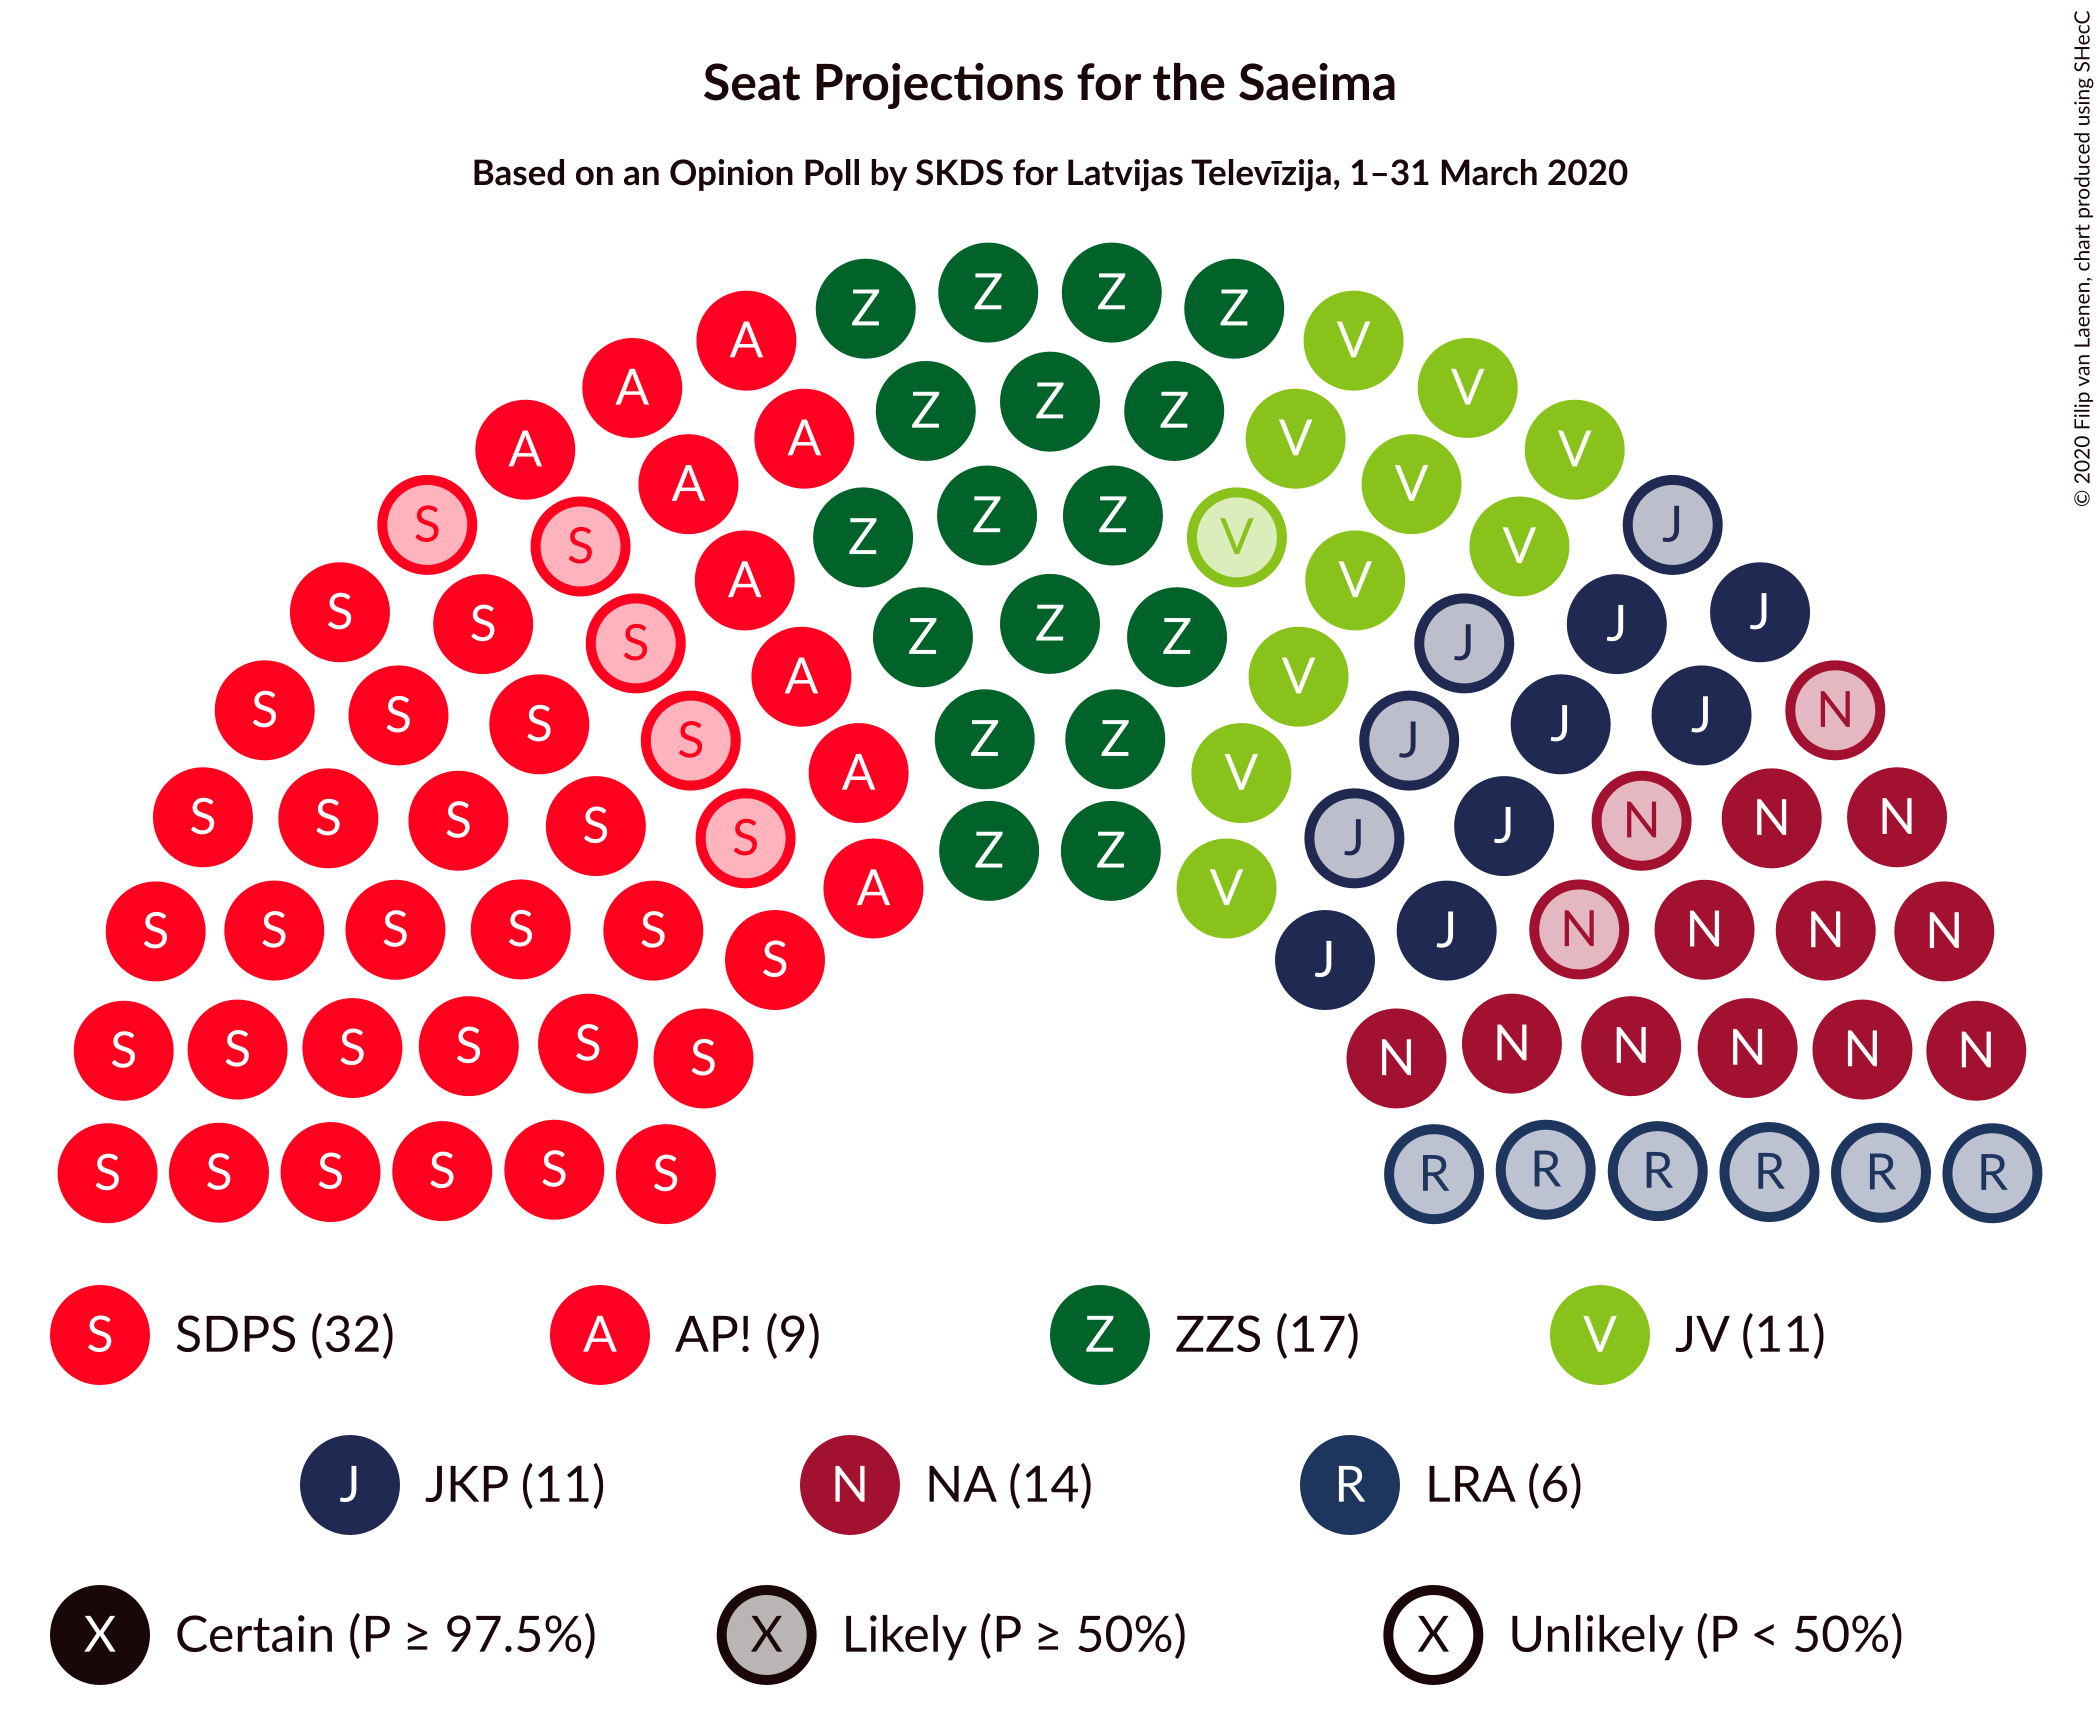 Seat Projections for the Saeima
Based on an Opinion Poll by SKDS for Latvijas Televīzija, 1–31 March 2020
© 2020 Filip van Laenen, chart produced using SHecC
Z Z Z Z
A V
A V
Z Z Z
A A V V
A V
S A V J
Z Z Z
S A V V V
S S A V J J
Z Z Z
S S A V J J
S S S S Z Z J J J N
A V
S S S S S J J N N N
Z Z
A V
S S S S S J N N N N
S J
S S S S S N N N N N
S N
S S S S S S R R R R R R
S SDPS (32) A AP! (9) Z ZZS (17) V JV (11)
J JKP (11) N NA (14) R LRA (6)
X Certain (P ≥ 97.5%) X Likely (P ≥ 50%) X Unlikely (P < 50%)